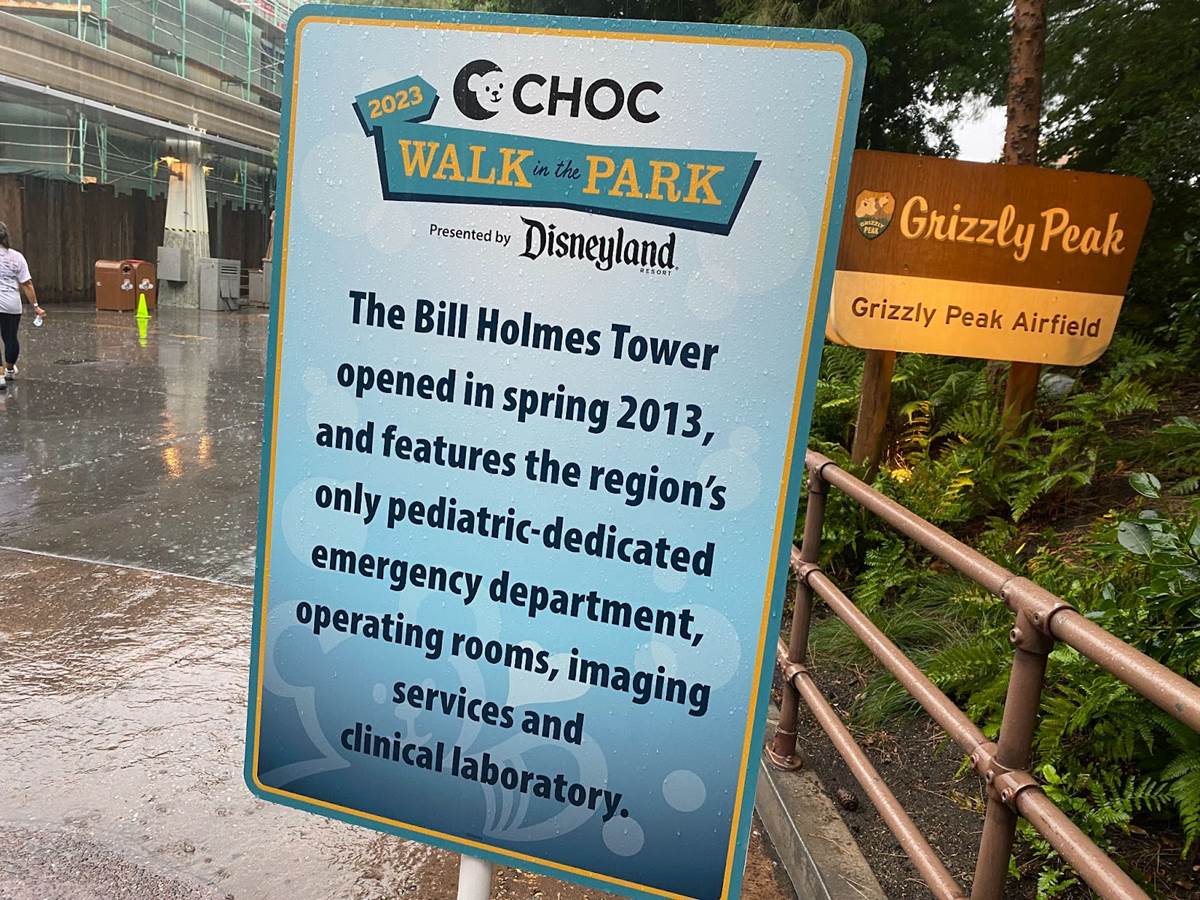 2023
CHOC
WALK in the PARK
Presented by Disneyland
RESORT
The Bill Holmes Tower
opened in spring 2013,
and features the region's
only pediatric-dedicated
emergency department,
operating rooms, imaging
services and
clinical laboratory.
GRIZZLY
PEAK
Grizzly Peak
Grizzly Peak Airfield